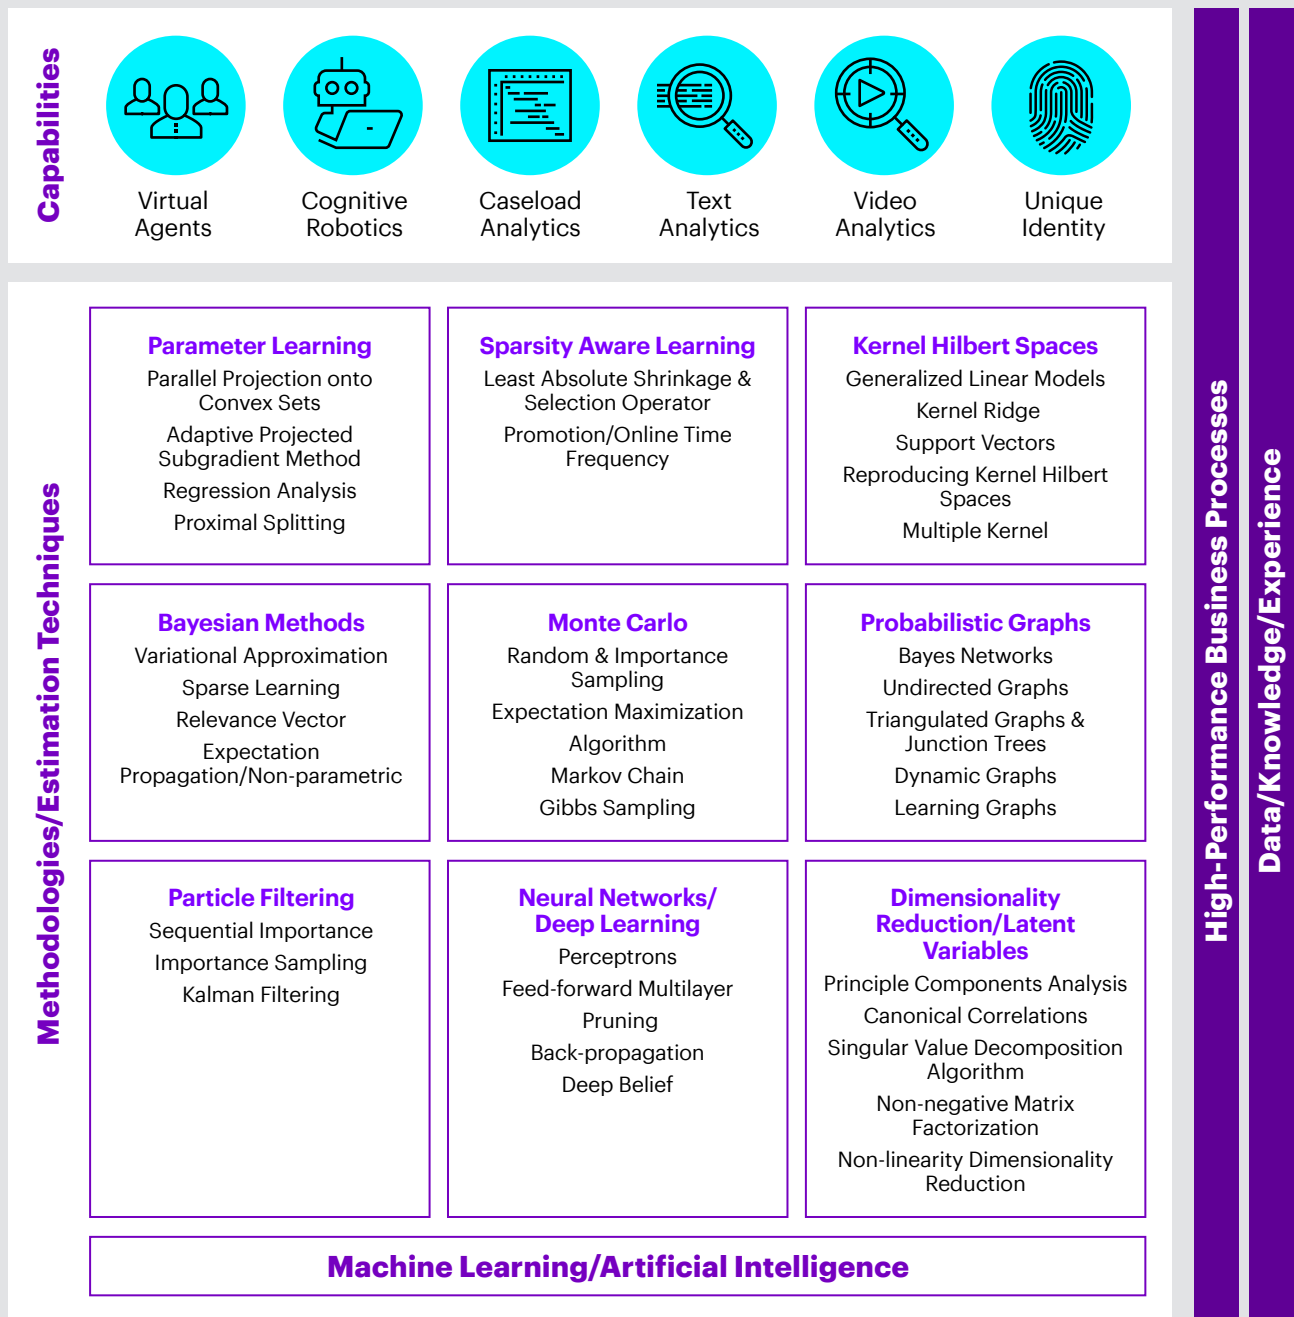 Capabilities
Virtual
Agents
Cognitive
Robotics
Caseload
Analytics
Text
Analytics
Video
Analytics
Unique
Identity
Methodologies/Estimation Techniques
Parameter Learning
Parallel Projection onto
Convex Sets
Adaptive Projected
Subgradient Method
Regression Analysis
Proximal Splitting
Sparsity Aware Learning
Least Absolute Shrinkage &
Selection Operator
Promotion/Online Time
Frequency
Kernel Hilbert Spaces
Generalized Linear Models
Kernel Ridge
Support Vectors
Reproducing Kernel Hilbert
Spaces
Multiple Kernel
Bayesian Methods
Variational Approximation
Sparse Learning
Relevance Vector
Expectation
Propagation/Non-parametric
Monte Carlo
Random & Importance
Sampling
Expectation Maximization
Algorithm
Markov Chain
Gibbs Sampling
Probabilistic Graphs
Bayes Networks
Undirected Graphs
Triangulated Graphs &
Junction Trees
Dynamic Graphs
Learning Graphs
Particle Filtering
Sequential Importance
Importance Sampling
Kalman Filtering
Neural Networks/
Deep Learning
Perceptrons
Feed-forward Multilayer
Pruning
Back-propagation
Deep Belief
Dimensionality
Reduction/Latent
Variables
Principle Components Analysis
Canonical Correlations
Singular Value Decomposition
Algorithm
Non-negative Matrix
Factorization
Non-linearity Dimensionality
Reduction
Machine Learning/Artificial Intelligence
High-Performance Business Processes
Data/Knowledge/Experience